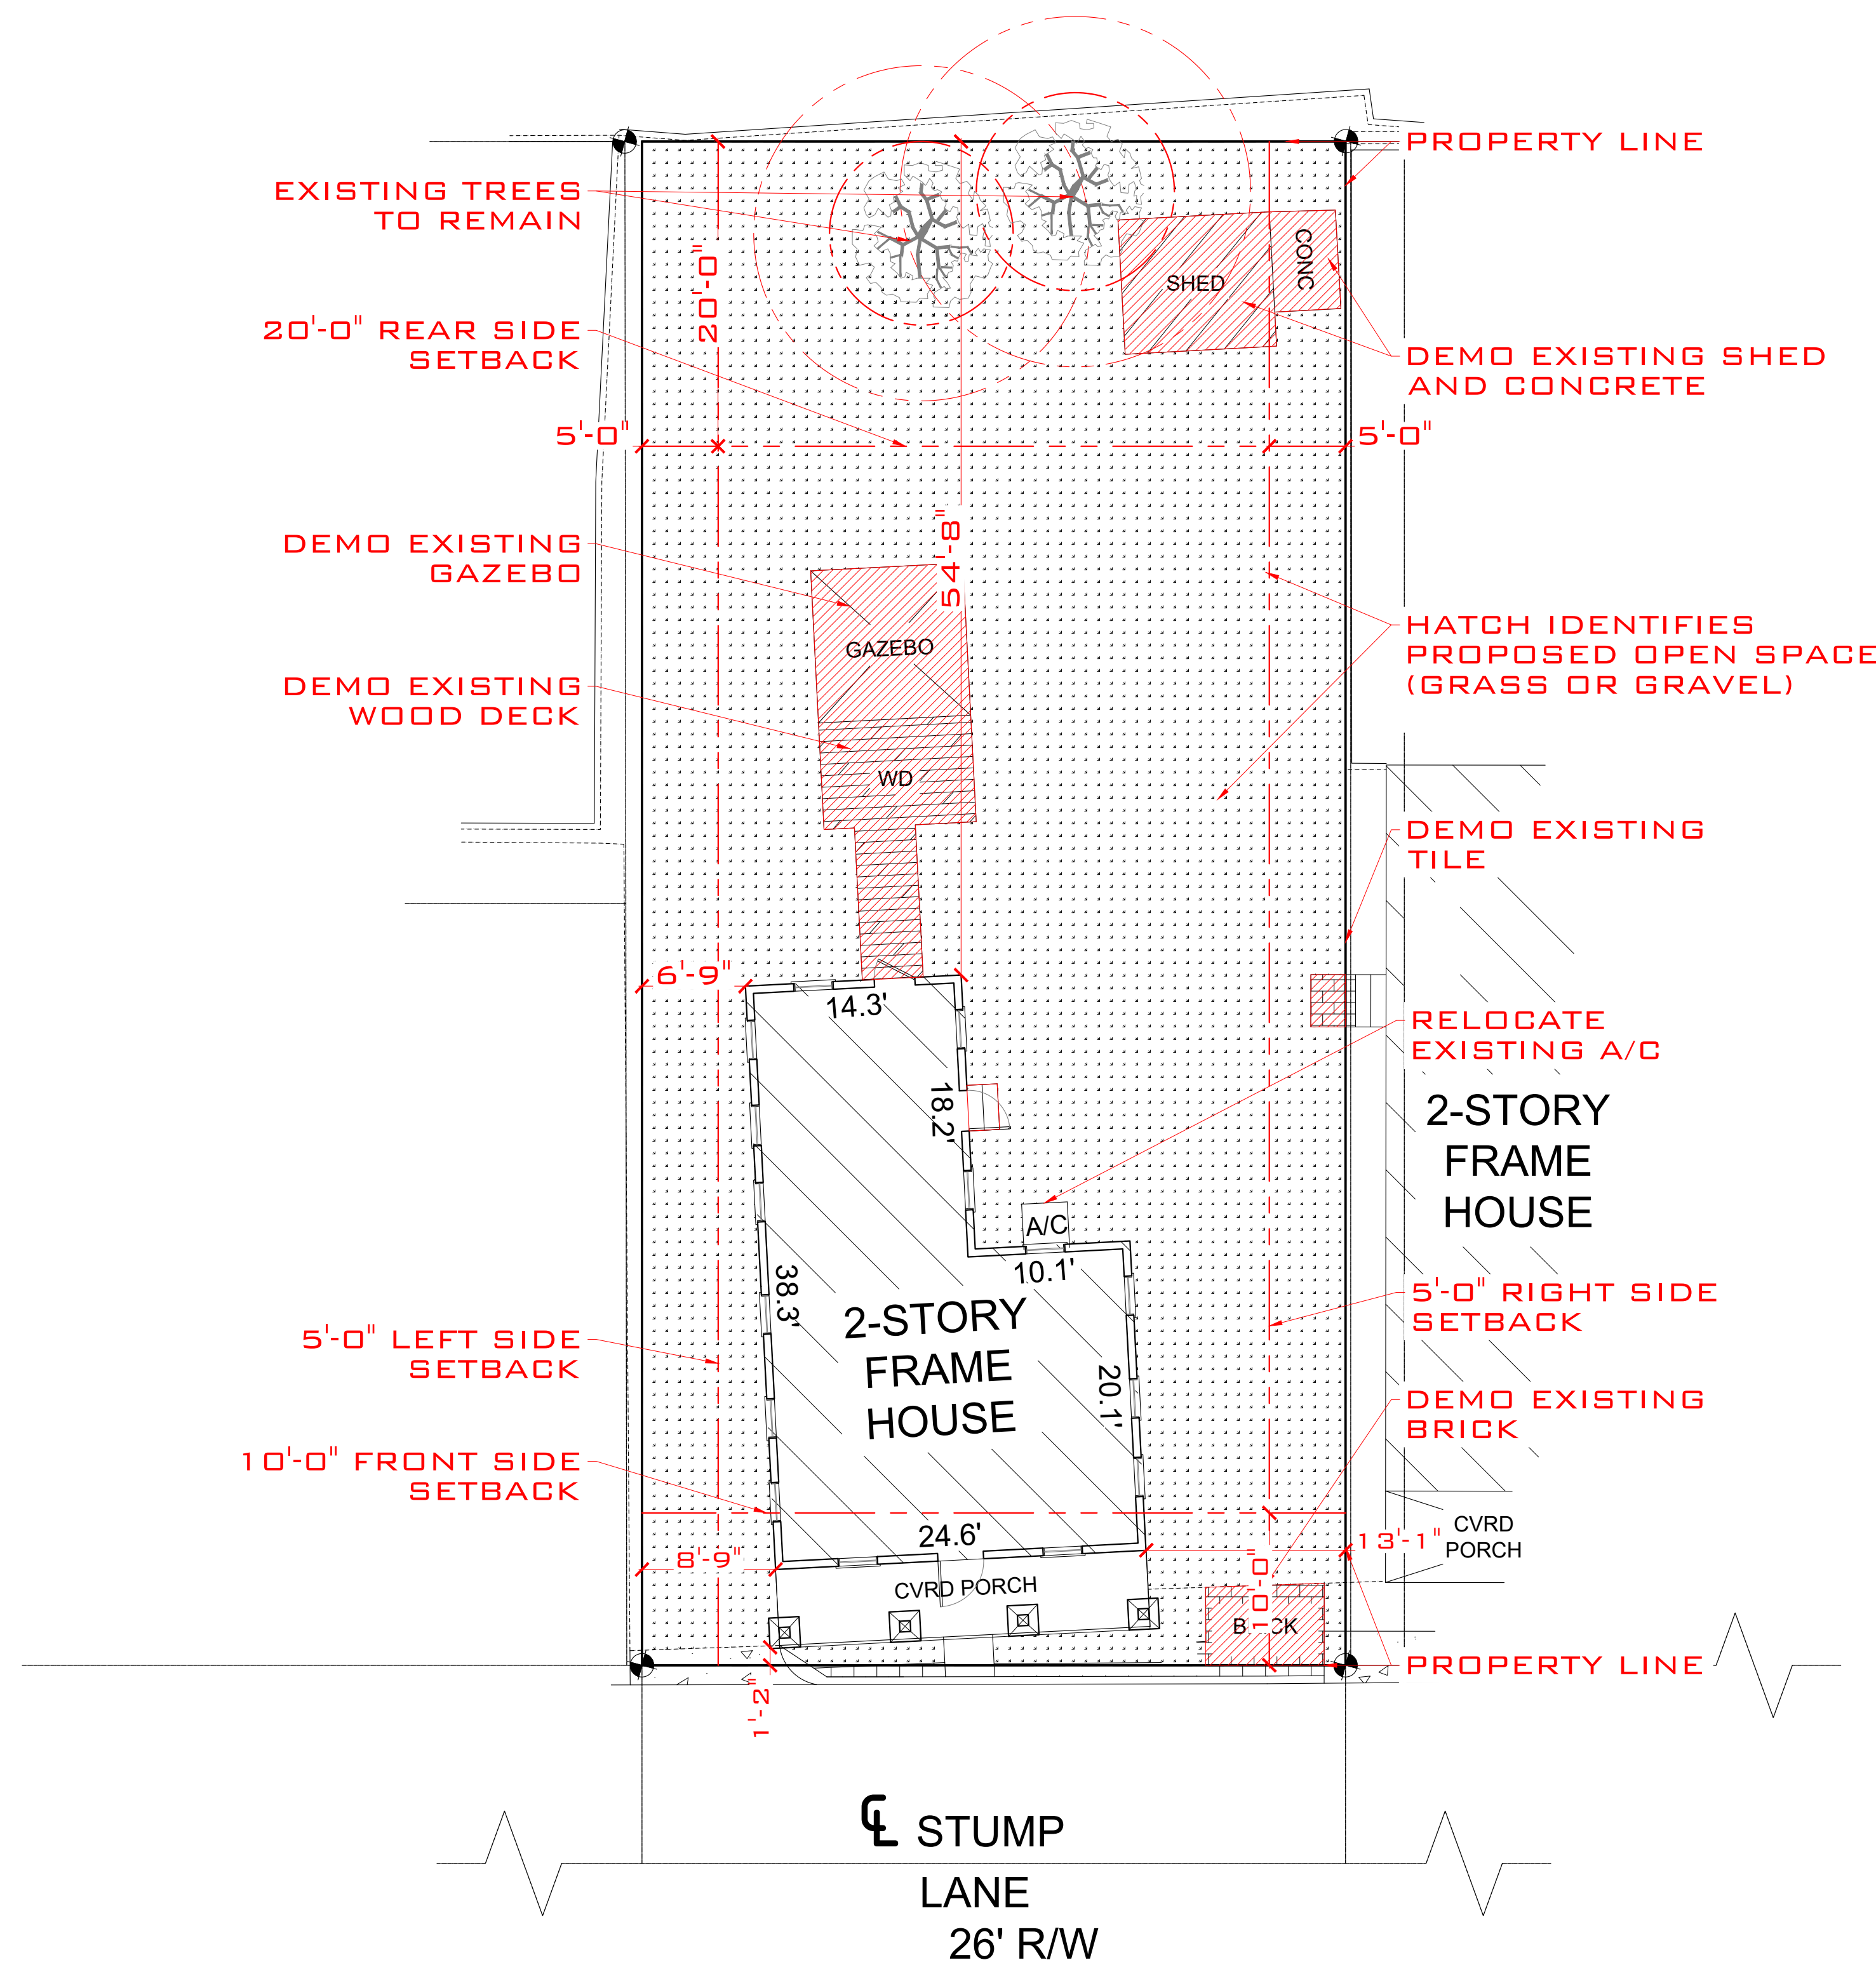 PROPERTY LINE
EXISTING TREES
TO REMAIN
20'-0"
SHED
CONC
20'-0" REAR SIDE
SETBACK
DEMO EXISTING SHED
AND CONCRETE
5'-0"
5'-0"
54'-8"
DEMO EXISTING
GAZEBO
GAZEBO
HATCH IDENTIFIES
PROPOSED OPEN SPACE
(GRASS OR GRAVEL)
DEMO EXISTING
WOOD DECK
WD
DEMO EXISTING
TILE
6'-9"
14.3'
RELOCATE
EXISTING A/C
18.2'
2-STORY
FRAME
HOUSE
A/C
10.1'
38.3'
2-STORY
FRAME
HOUSE
5'-0" RIGHT SIDE
SETBACK
5'-0" LEFT SIDE
SETBACK
20.1'
DEMO EXISTING
BRICK
10'-0" FRONT SIDE
SETBACK
24.6'
CVRD
PORCH
13'-1"
8'-9"
CVRD PORCH
10'-0"
B CK
PROPERTY LINE
1'-2"
CL STUMP
LANE
26' R/W